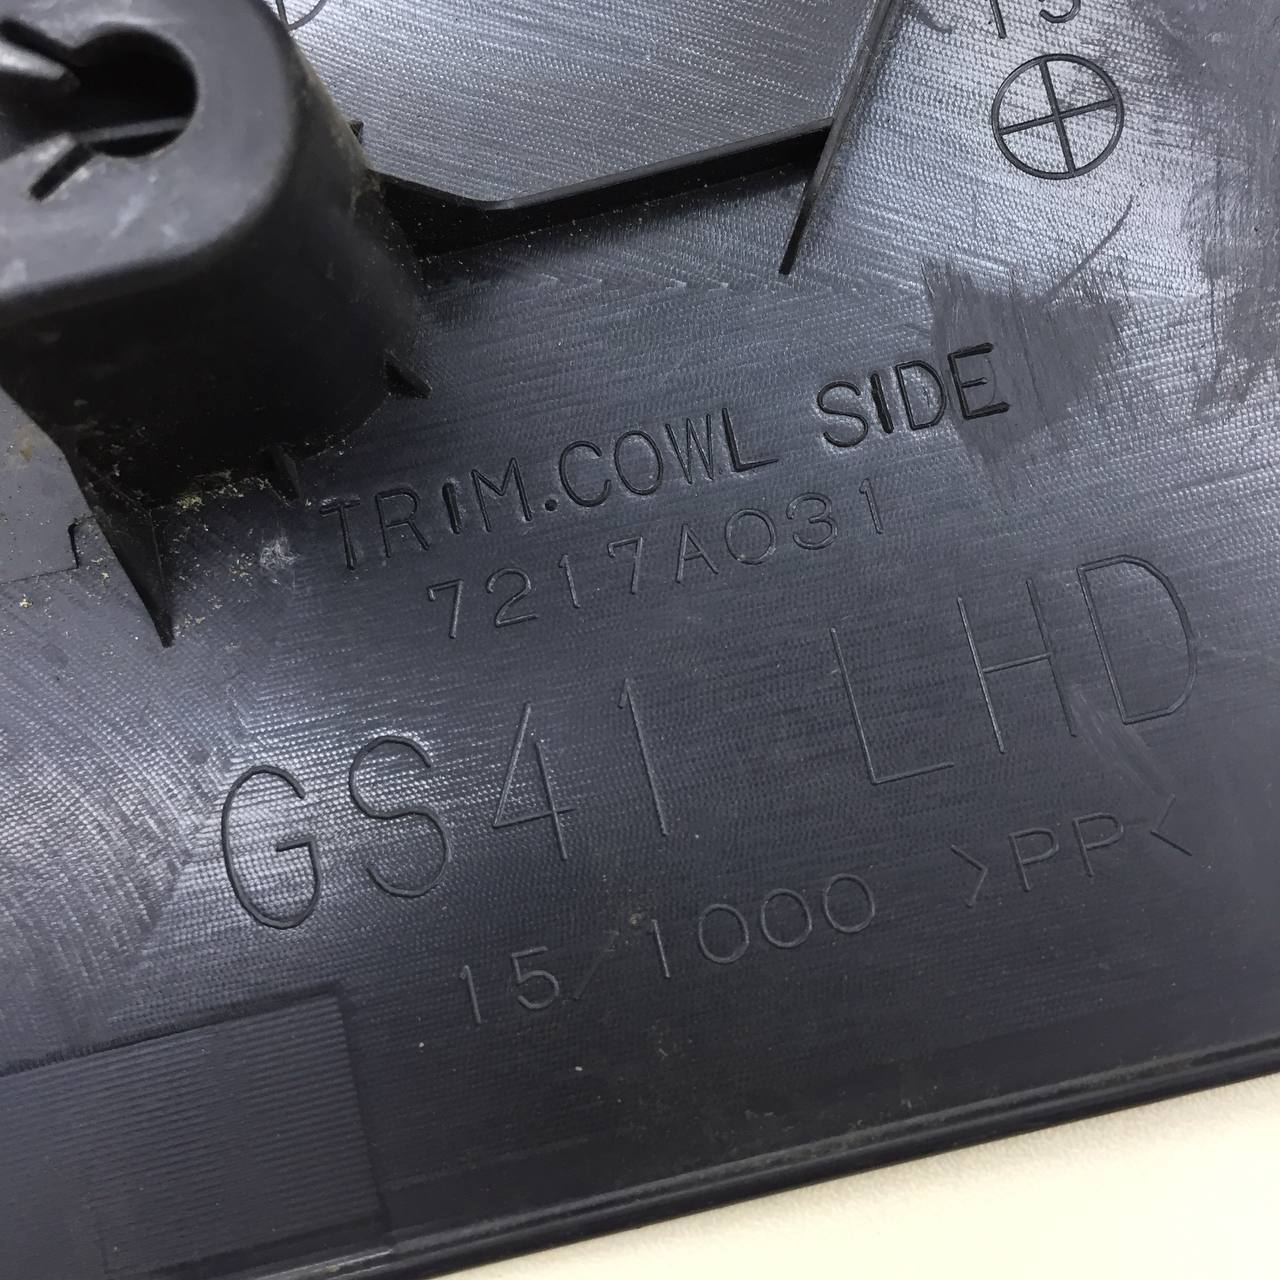 TRIM.COWL SIDE
7217A031
GS41 LHD
15/1000 >PP<